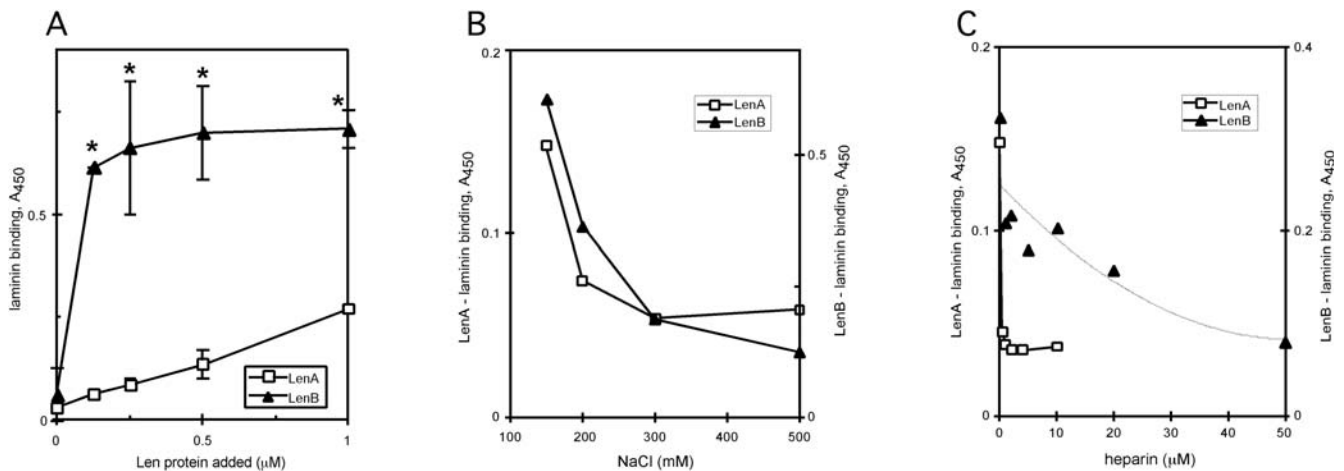 A
*
*
*
*
laminin binding, A450
0.5
0
LenA
LenB
0
0.5
1
Len protein added (µM)
B
0.2
0.1
0
LenA - laminin binding, A450
LenA
LenB
0.5
0
LenB - laminin binding, A450
100
200
300
400
500
NaCl (mM)
C
0.2
0.1
0
LenA - laminin binding, A450
LenA
LenB
0.4
0.2
0
LenB - laminin binding, A450
0
10
20
30
40
50
heparin (µM)